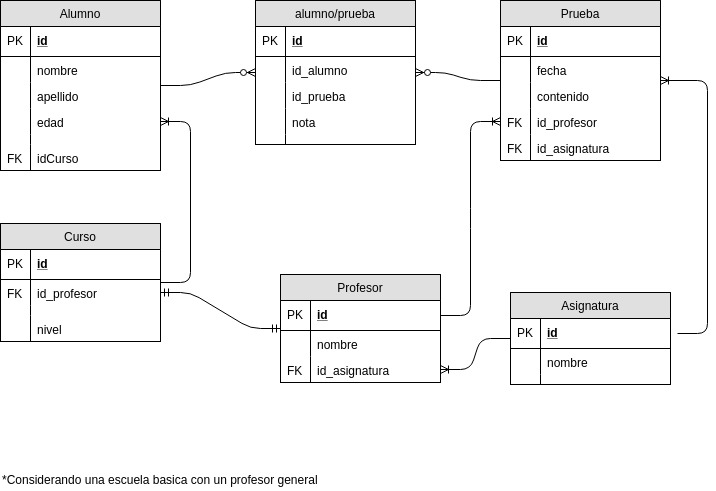 Alumno
PK id
nombre
apellido
edad
FK idCurso
alumno/prueba
PK id
id_alumno
id_prueba
nota
Prueba
PK id
fecha
contenido
FK id_profesor
FK id_asignatura
Curso
PK id
FK id_profesor
nivel
Profesor
PK id
nombre
FK id_asignatura
Asignatura
PK id
nombre
*Considerando una escuela basica con un profesor general